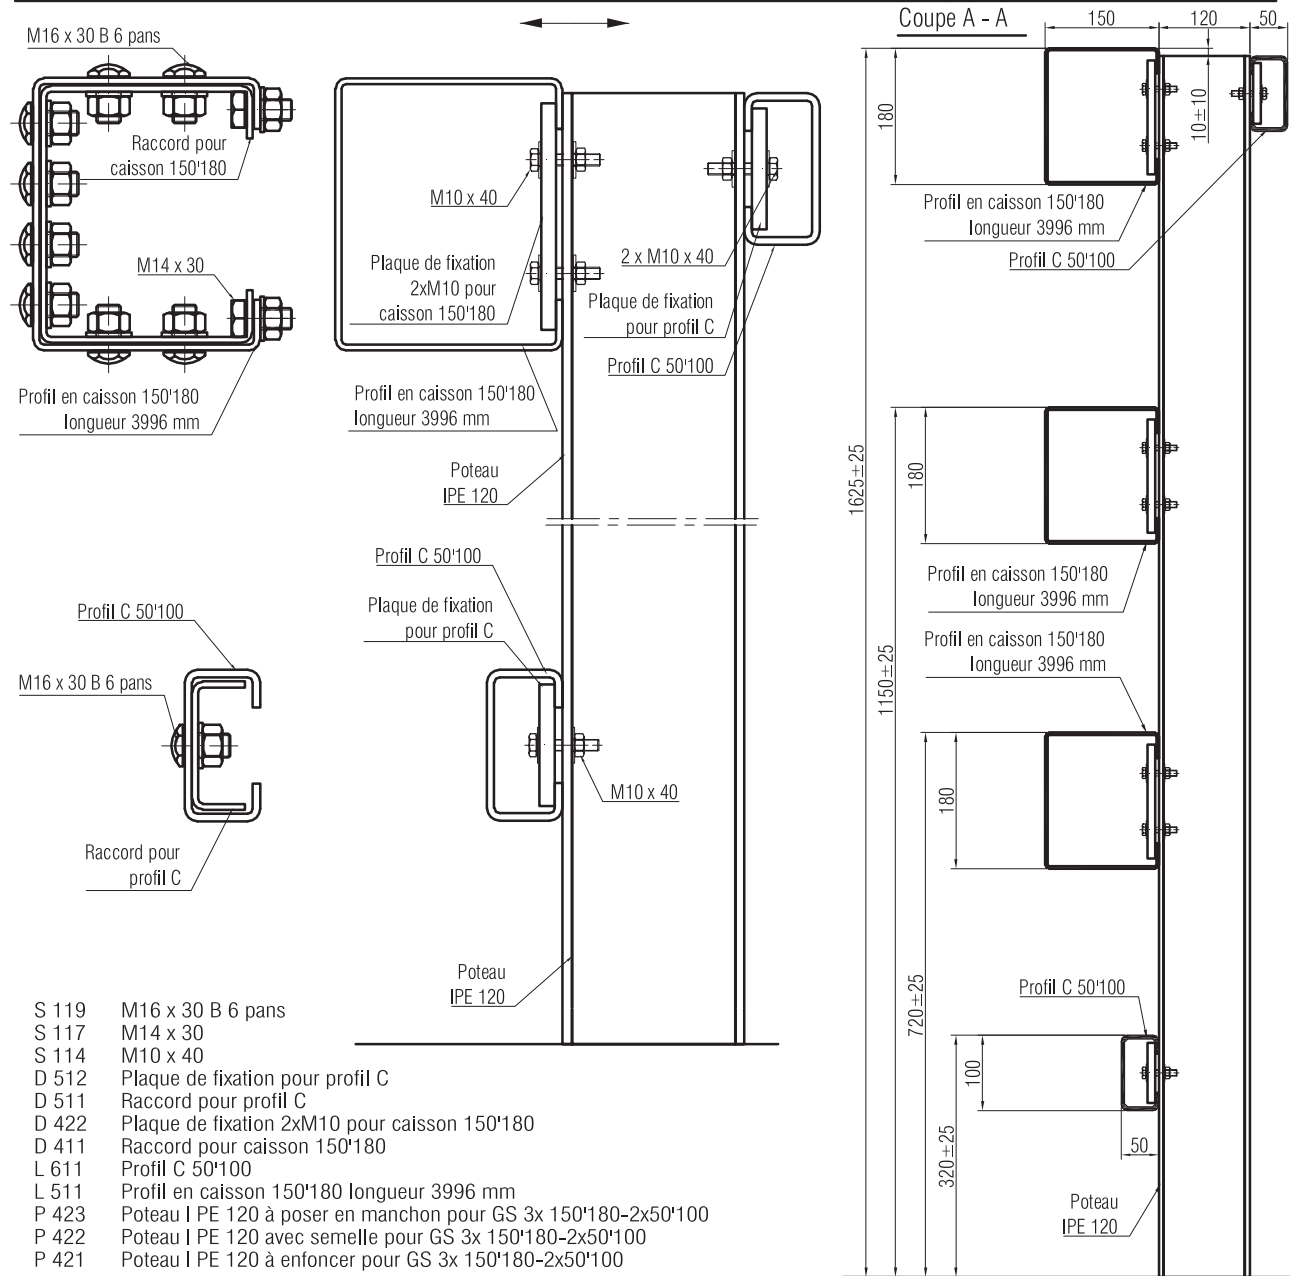 M16 x 30 B 6 pans
Raccord pour
caisson 150'180
M14 x 30
Profil en caisson 150'180
longueur 3996 mm
M10 x 40
Plaque de fixation
2xM10 pour
caisson 150'180
2 x M10 x 40
Plaque de fixation
pour profil C
Profil C 50'100
Profil en caisson 150'180
longueur 3996 mm
Poteau
IPE 120
Profil C 50'100
Plaque de fixation
pour profil C
M10 x 40
Poteau
IPE 120
Profil C 50'100
M16 x 30 B 6 pans
Raccord pour
profil C
Coupe A - A
150
120
50
180
10±10
Profil en caisson 150'180
longueur 3996 mm
Profil C 50'100
1625±25
180
Profil en caisson 150'180
longueur 3996 mm
Profil en caisson 150'180
longueur 3996 mm
1150±25
180
720±25
Profil C 50'100
100
50
320±25
Poteau
IPE 120
S 119 M16 x 30 B 6 pans
S 117 M14 x 30
S 114 M10 x 40
D 512 Plaque de fixation pour profil C
D 511 Raccord pour profil C
D 422 Plaque de fixation 2xM10 pour caisson 150'180
D 411 Raccord pour caisson 150'180
L 611 Profil C 50'100
L 511 Profil en caisson 150'180 longueur 3996 mm
P 423 Poteau I PE 120 à poser en manchon pour GS 3x 150'180-2x50'100
P 422 Poteau I PE 120 avec semelle pour GS 3x 150'180-2x50'100
P 421 Poteau I PE 120 à enfoncer pour GS 3x 150'180-2x50'100